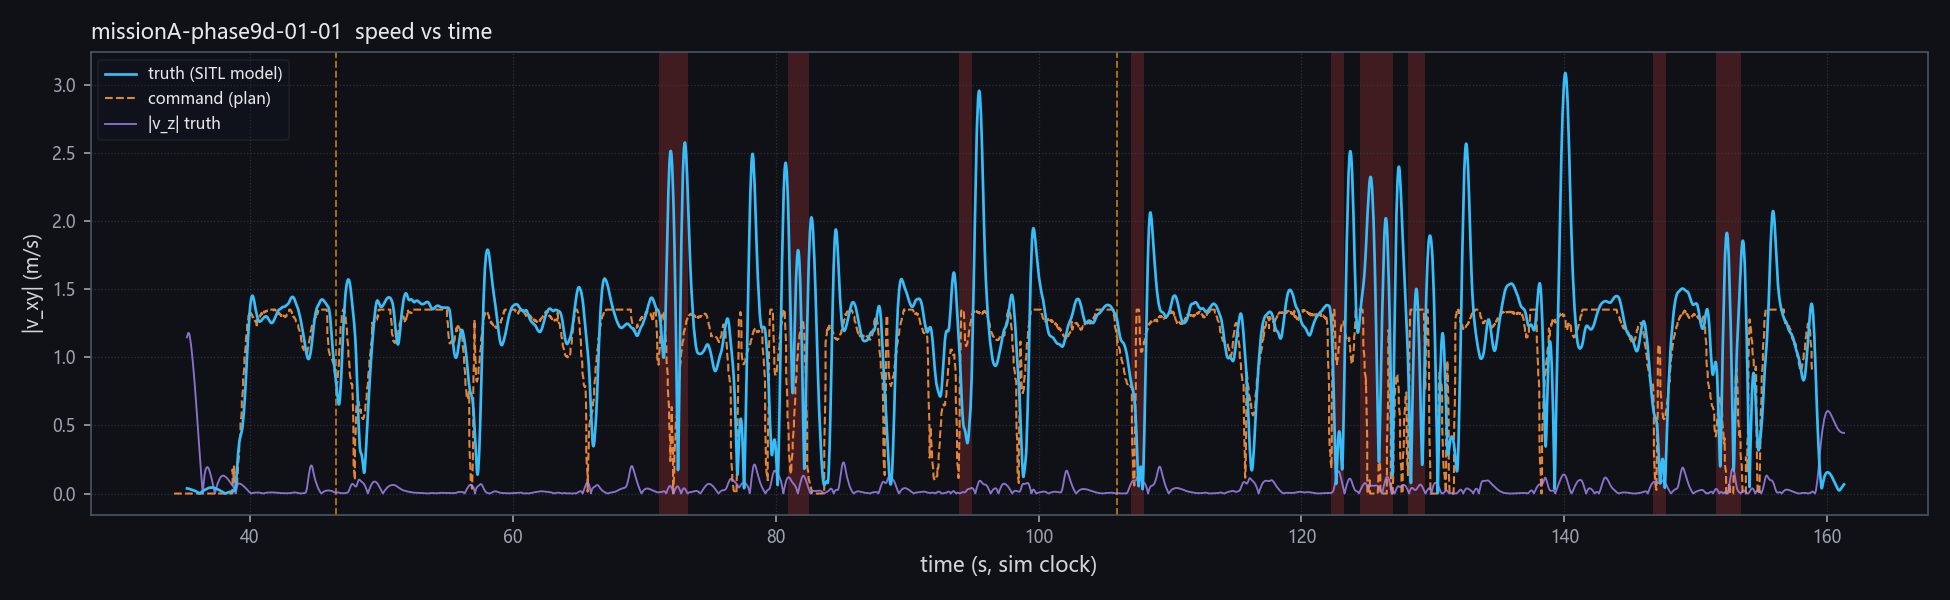 missionA-phase9d-01-01  speed vs time
truth (SITL model)
command (plan)
|v_z| truth
|v_xy| (m/s)
3.0
2.5
2.0
1.5
1.0
0.5
0.0
40 60 80 100 120 140 160
time (s, sim clock)